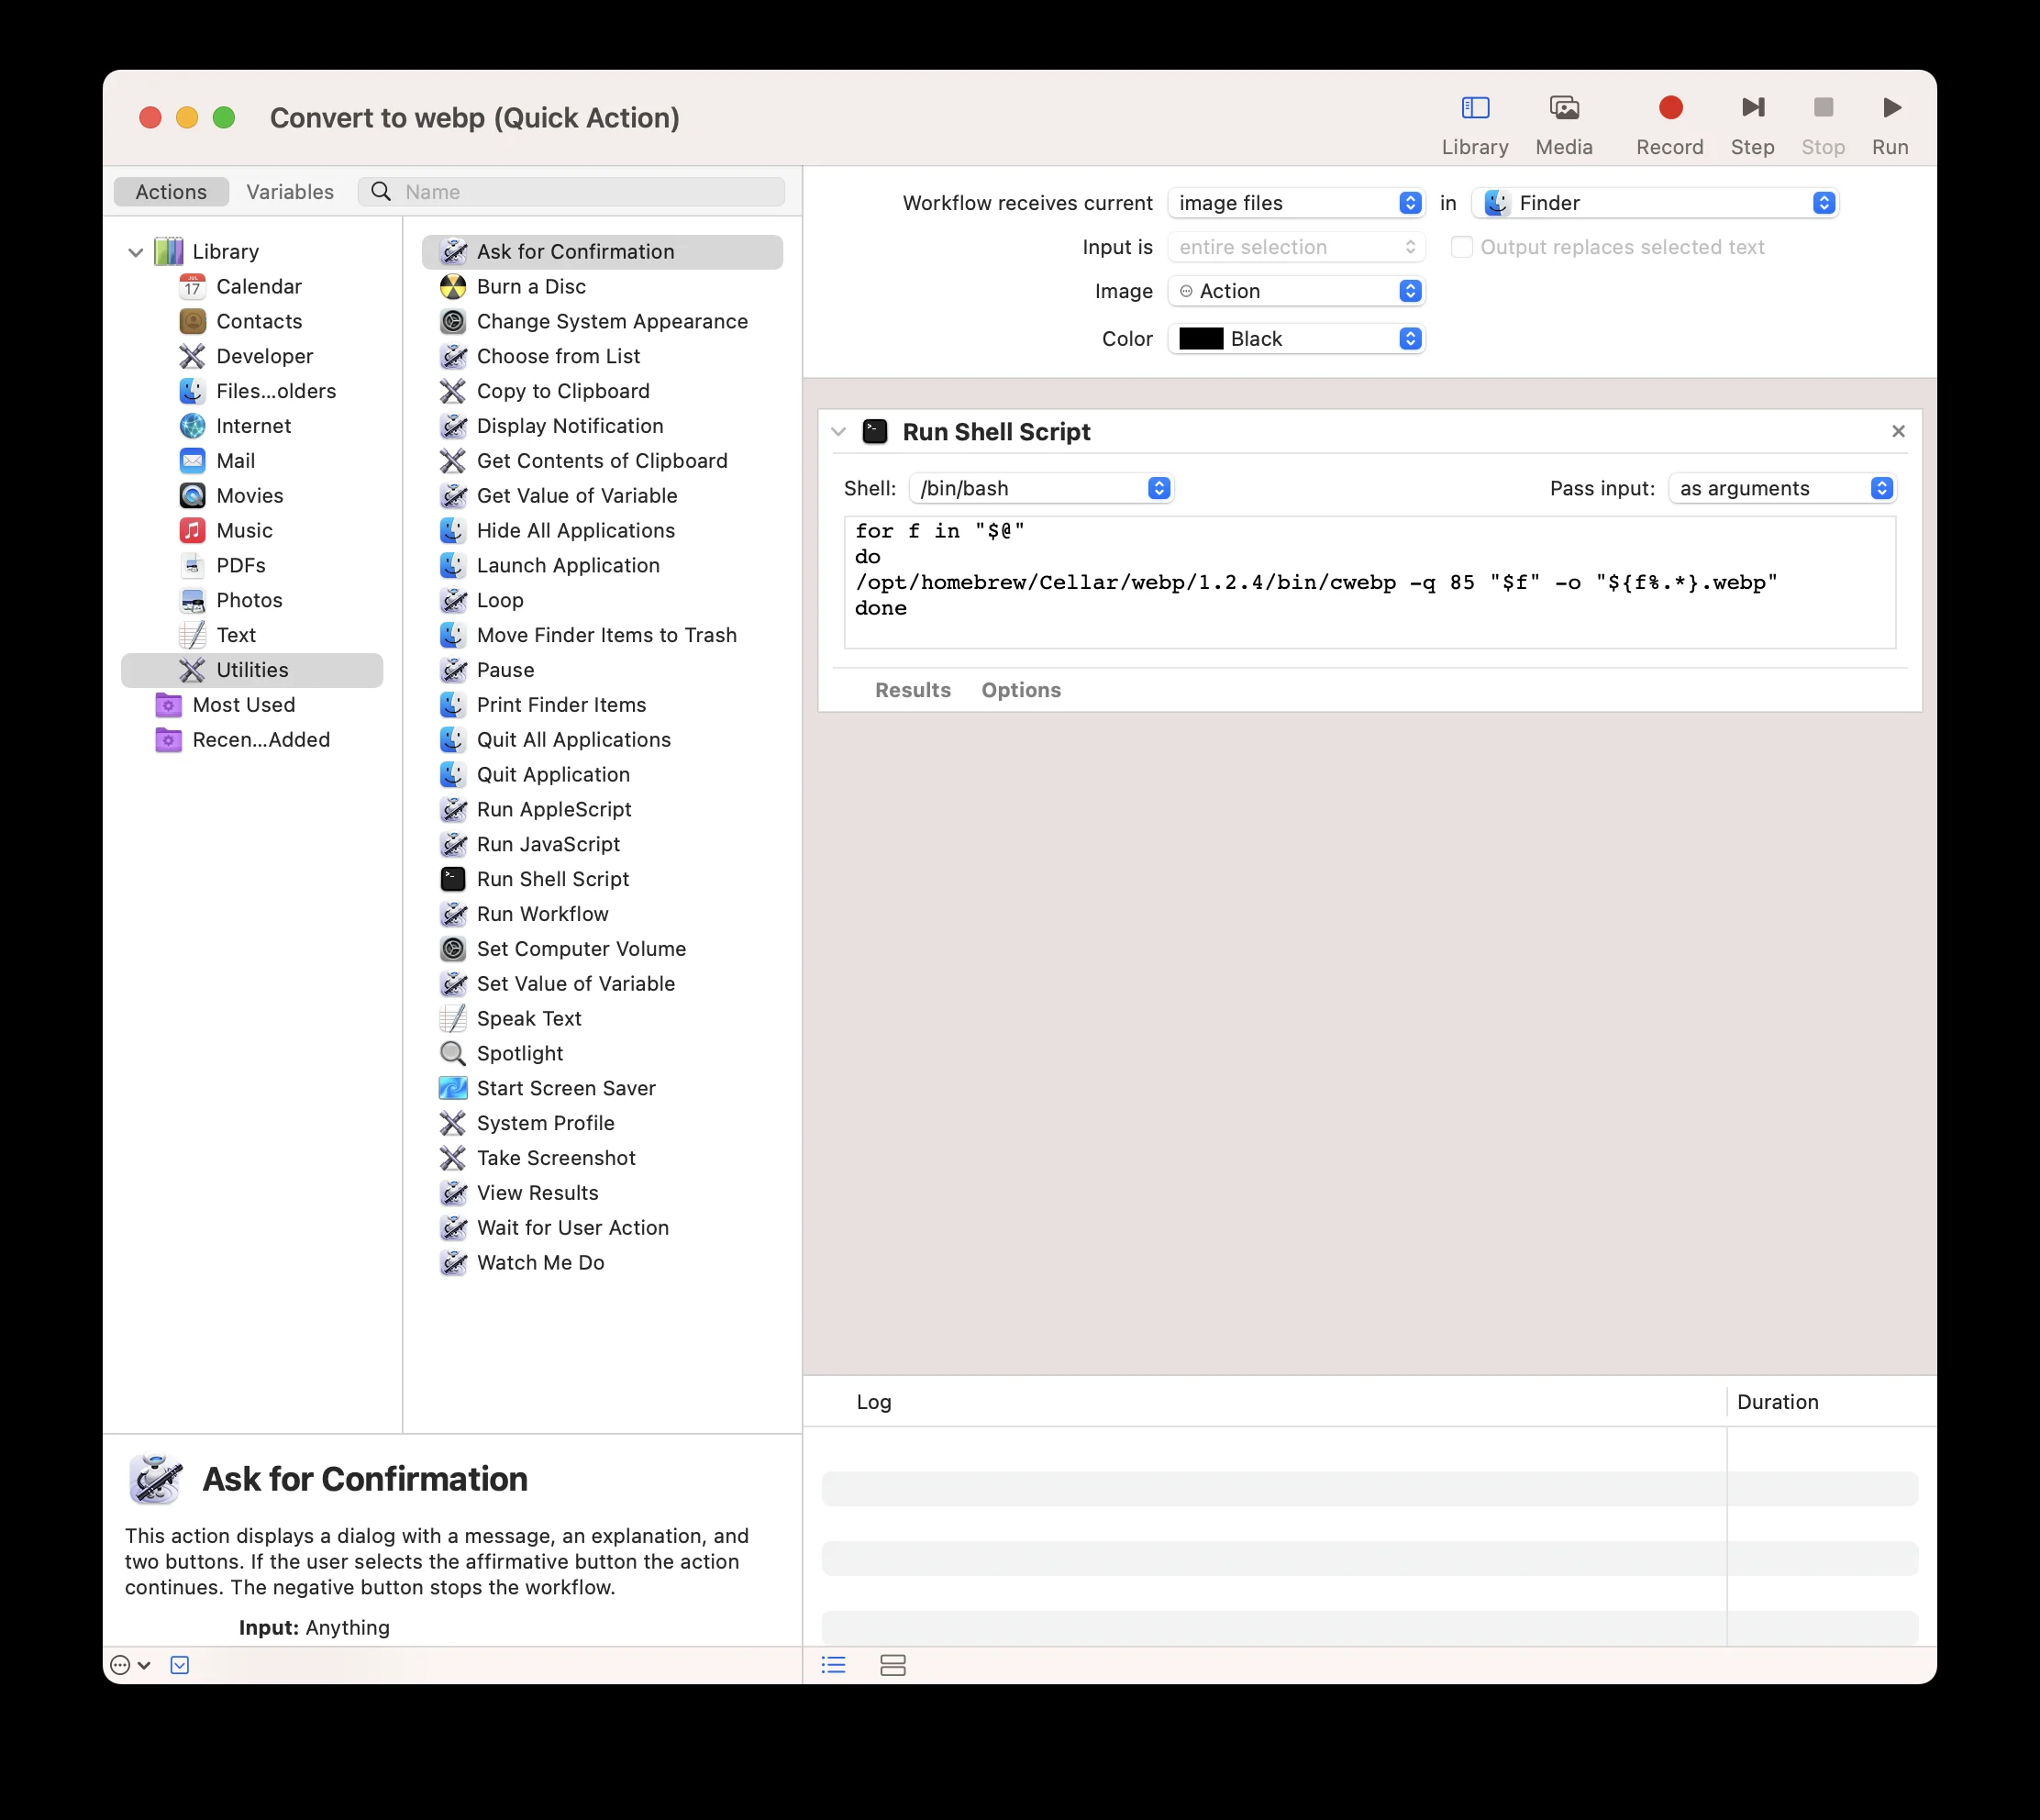 Convert to webp (Quick Action)
Library
Media
Record
Step
Stop
Run
Actions
Variables
Name
Library
JUL
17
Calendar
Contacts
Developer
Files...olders
Internet
Mail
Movies
Music
PDFs
Photos
Text
Utilities
Most Used
Recen...Added
Ask for Confirmation
Burn a Disc
Change System Appearance
Choose from List
Copy to Clipboard
Display Notification
Get Contents of Clipboard
Get Value of Variable
Hide All Applications
Launch Application
Loop
Move Finder Items to Trash
Pause
Print Finder Items
Quit All Applications
Quit Application
Run AppleScript
Run JavaScript
Run Shell Script
Run Workflow
Set Computer Volume
Set Value of Variable
Speak Text
Spotlight
Start Screen Saver
System Profile
Take Screenshot
View Results
Wait for User Action
Watch Me Do
Ask for Confirmation
This action displays a dialog with a message, an explanation, and
two buttons. If the user selects the affirmative button the action
continues. The negative button stops the workflow.
Input: Anything
Workflow receives current image files in Finder
Input is entire selection Output replaces selected text
Image Action
Color Black
Run Shell Script
Shell: /bin/bash Pass input: as arguments
for f in "$@"
do
/opt/homebrew/Cellar/webp/1.2.4/bin/cwebp -q 85 "$f" -o "${f%.*}.webp"
done
Results Options
Log Duration